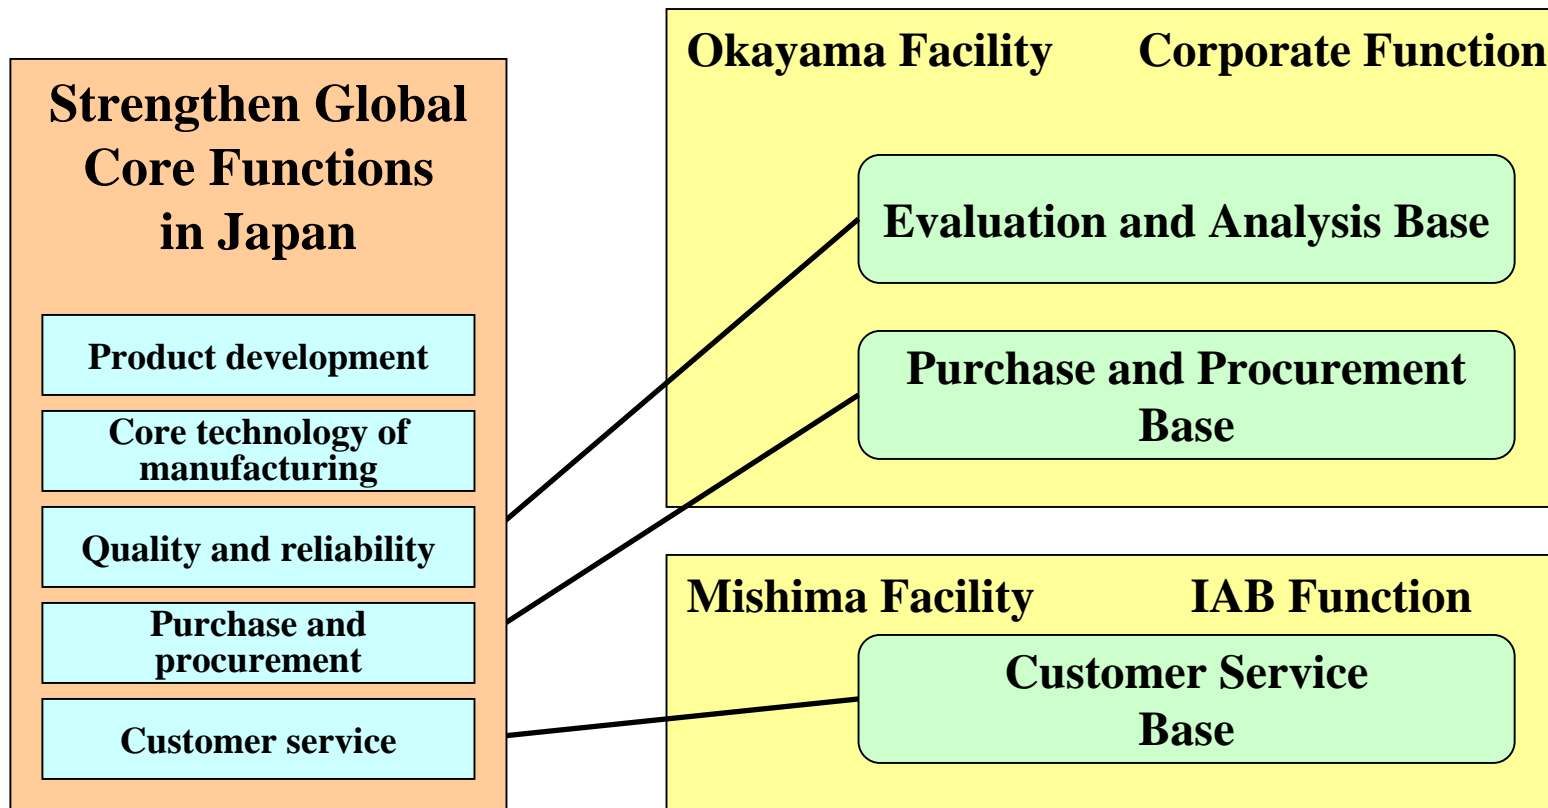 Strengthen Global
Core Functions
in Japan
Product development
Core technology of
manufacturing
Quality and reliability
Purchase and
procurement
Customer service
Okayama Facility Corporate Function
Evaluation and Analysis Base
Purchase and Procurement
Base
Mishima Facility IAB Function
Customer Service
Base